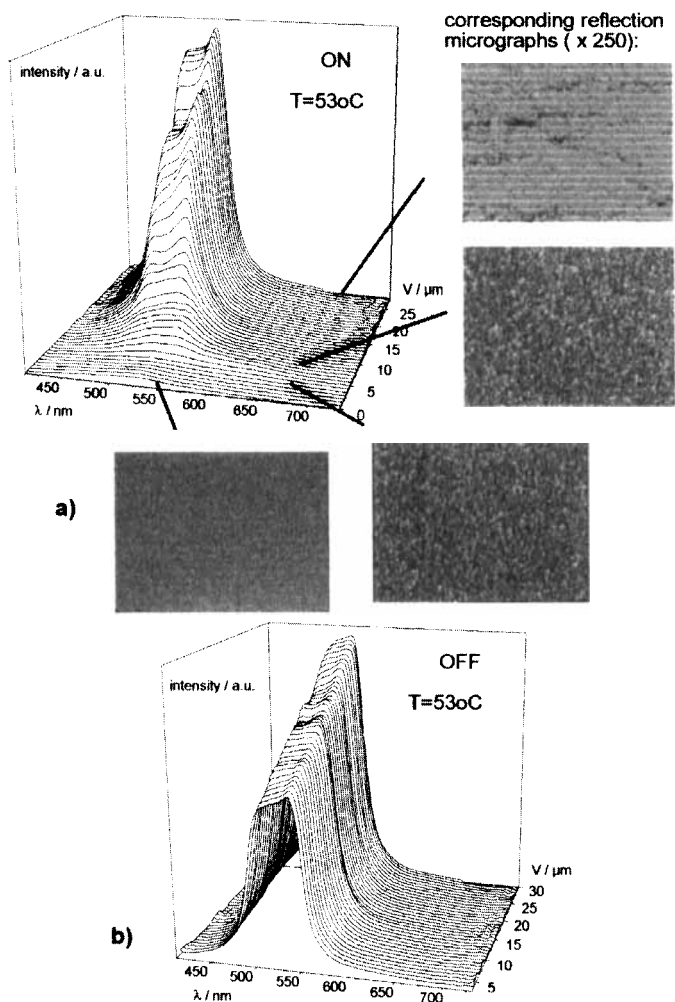 corresponding reflection
micrographs ( x 250):
intensity / a.u.
ON
T=53oC
V / µm
25
20
15
10
5
0
450 500 550 600 650 700
λ / nm
a)
OFF
intensity / a.u.
T=53oC
V / µm
30
25
20
15
10
5
b)
450 500 550 600 650 700
λ / nm